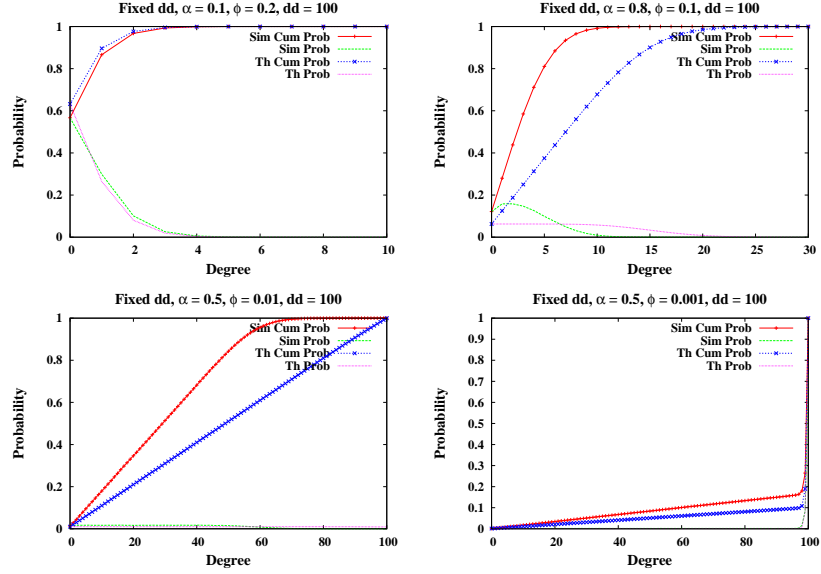 Fixed dd, α = 0.1, ϕ = 0.2, dd = 100
1
0.8
0.6
0.4
0.2
0
Probability
Sim Cum Prob
Sim Prob
Th Cum Prob
Th Prob
0 2 4 6 8 10
Degree
Fixed dd, α = 0.8, ϕ = 0.1, dd = 100
1
0.8
0.6
0.4
0.2
0
Probability
Sim Cum Prob
Sim Prob
Th Cum Prob
Th Prob
0 5 10 15 20 25 30
Degree
Fixed dd, α = 0.5, ϕ = 0.01, dd = 100
1
0.8
0.6
0.4
0.2
0
Probability
Sim Cum Prob
Sim Prob
Th Cum Prob
Th Prob
0 20 40 60 80 100
Degree
Fixed dd, α = 0.5, ϕ = 0.001, dd = 100
1
0.9
0.8
0.7
0.6
0.5
0.4
0.3
0.2
0.1
0
Probability
Sim Cum Prob
Sim Prob
Th Cum Prob
Th Prob
0 20 40 60 80 100
Degree